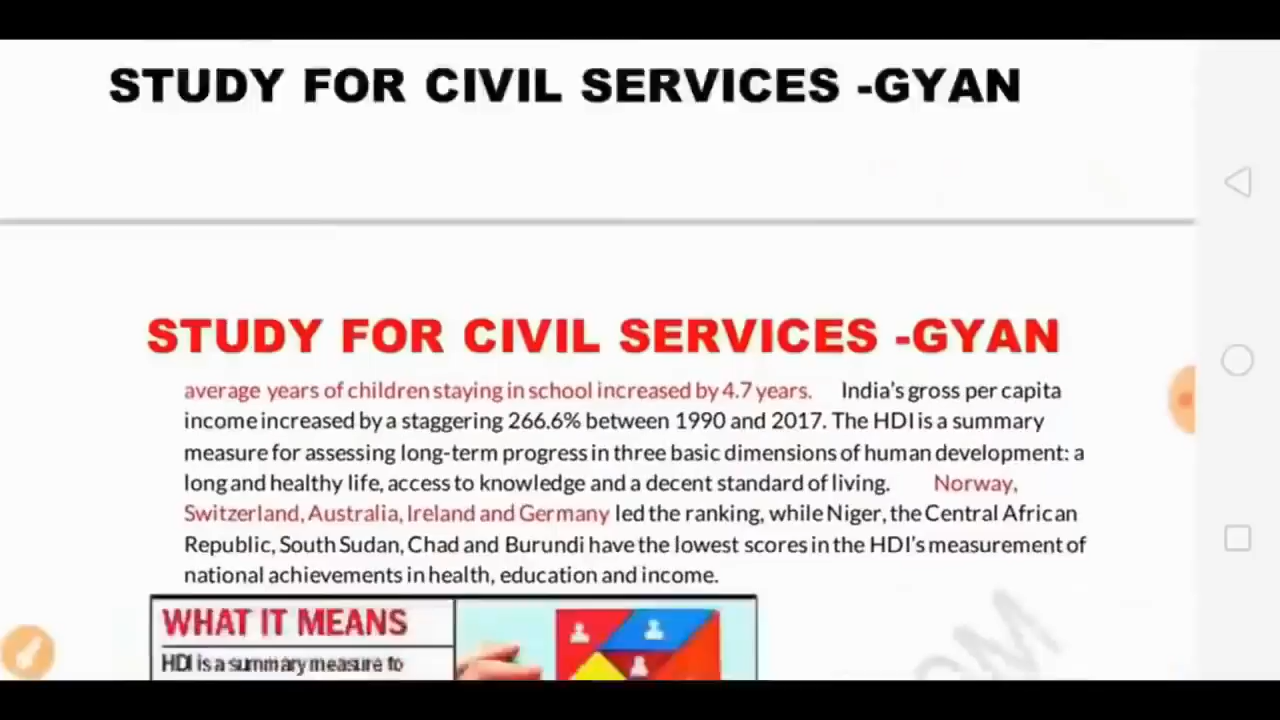 STUDY FOR CIVIL SERVICES -GYAN
STUDY FOR CIVIL SERVICES -GYAN
average years of children staying in school increased by 4.7 years. India's gross per capita
income increased by a staggering 266.6% between 1990 and 2017. The HDI is a summary
measure for assessing long-term progress in three basic dimensions of human development: a
long and healthy life, access to knowledge and a decent standard of living. Norway,
Switzerland, Australia, Ireland and Germany led the ranking, while Niger, the Central African
Republic, South Sudan, Chad and Burundi have the lowest scores in the HDI's measurement of
national achievements in health, education and income.
WHAT IT MEANS
HDI is a summary measure to